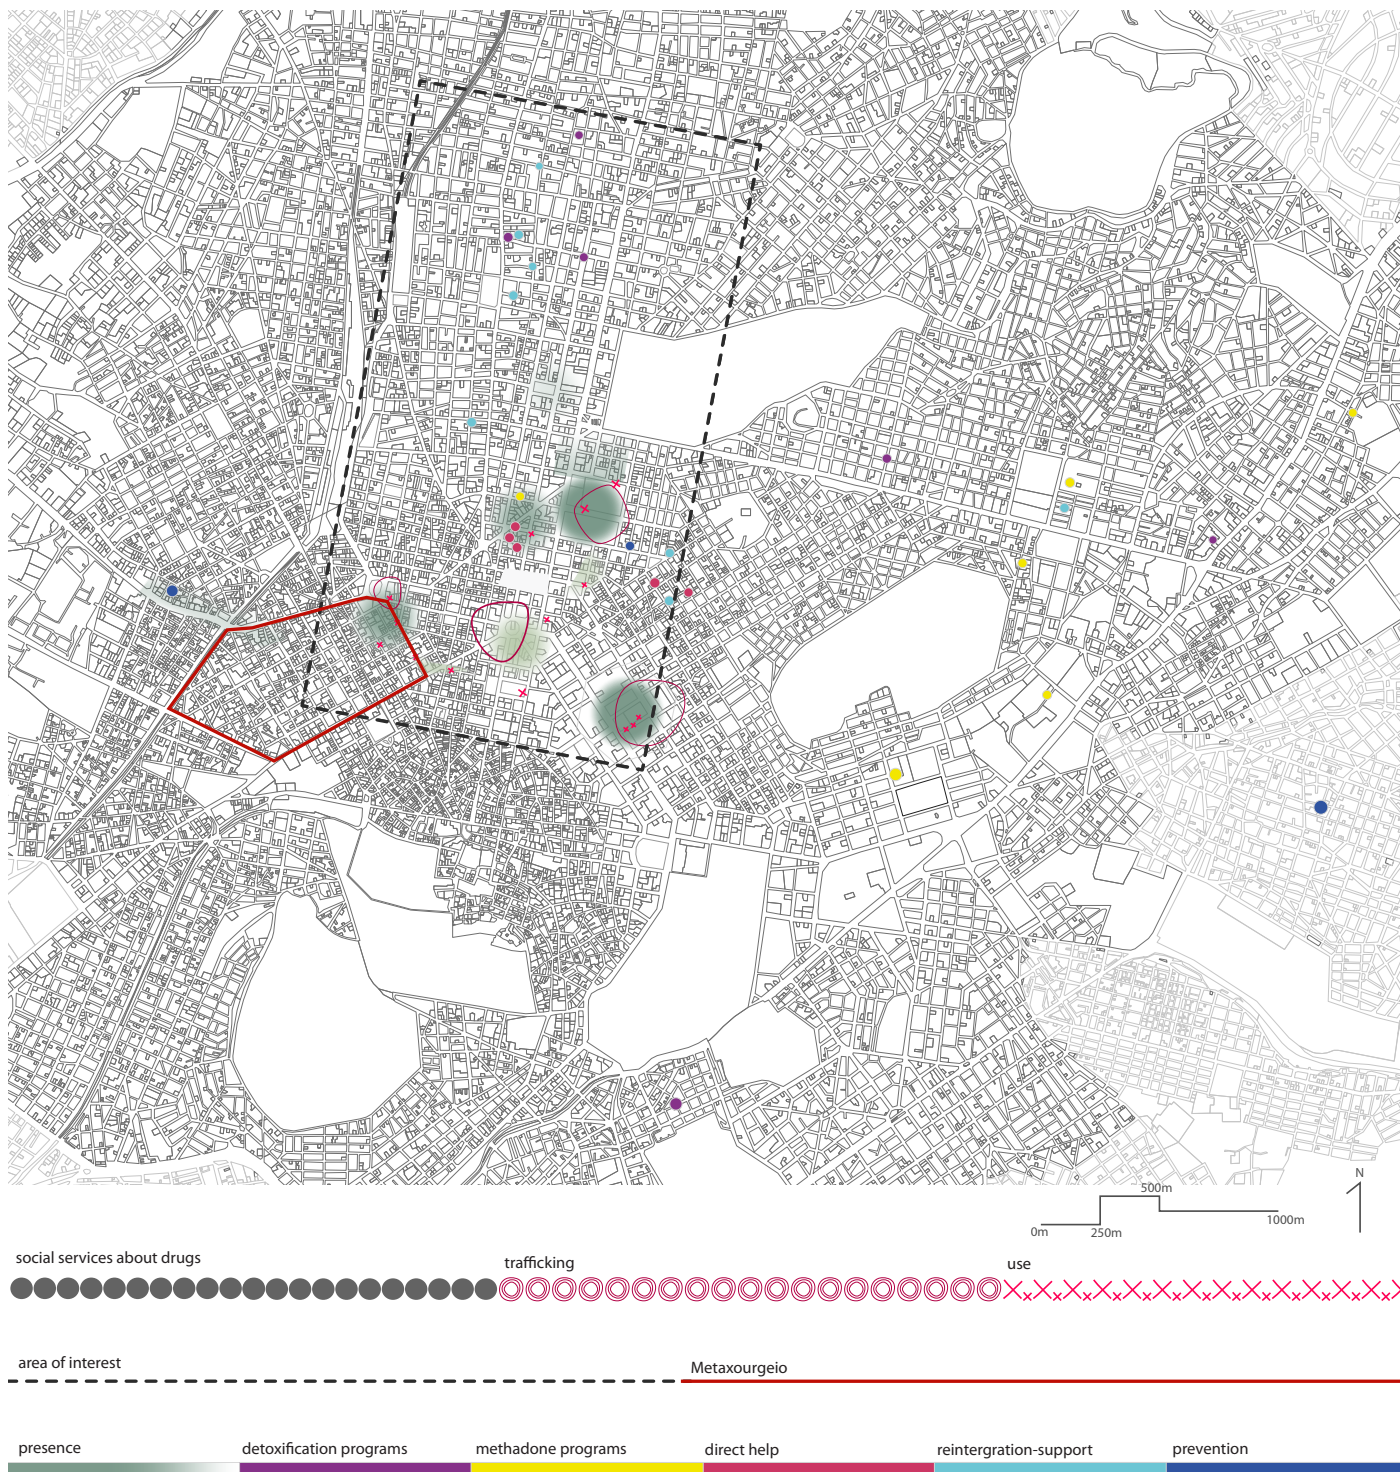 N
500m
0m
250m
1000m
social services about drugs
trafficking
use
area of interest
Metaxourgeio
presence
detoxification programs
methadone programs
direct help
reintergration-support
prevention